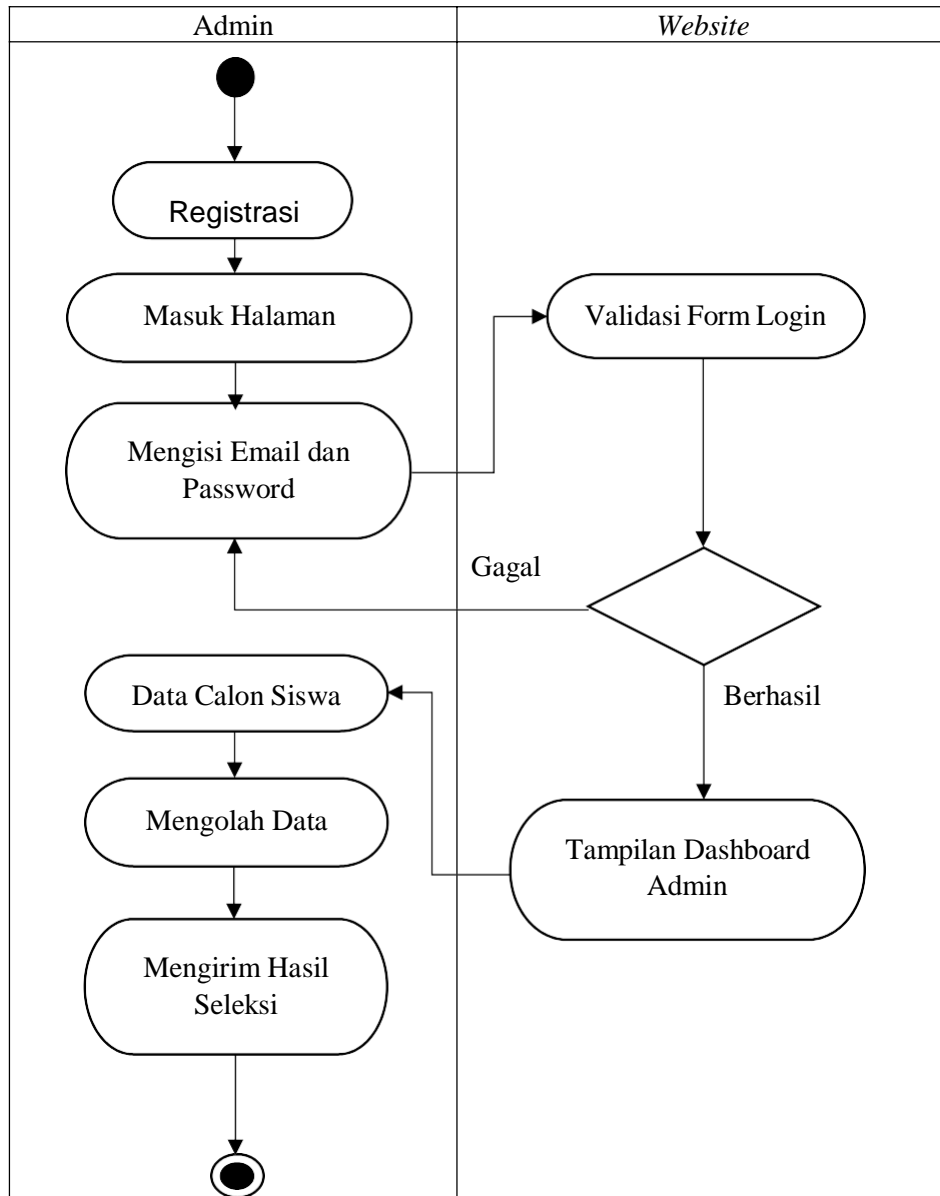 Admin
Website
Registrasi
Masuk Halaman
Validasi Form Login
Mengisi Email dan
Password
Gagal
Data Calon Siswa
Berhasil
Mengolah Data
Tampilan Dashboard
Admin
Mengirim Hasil
Seleksi